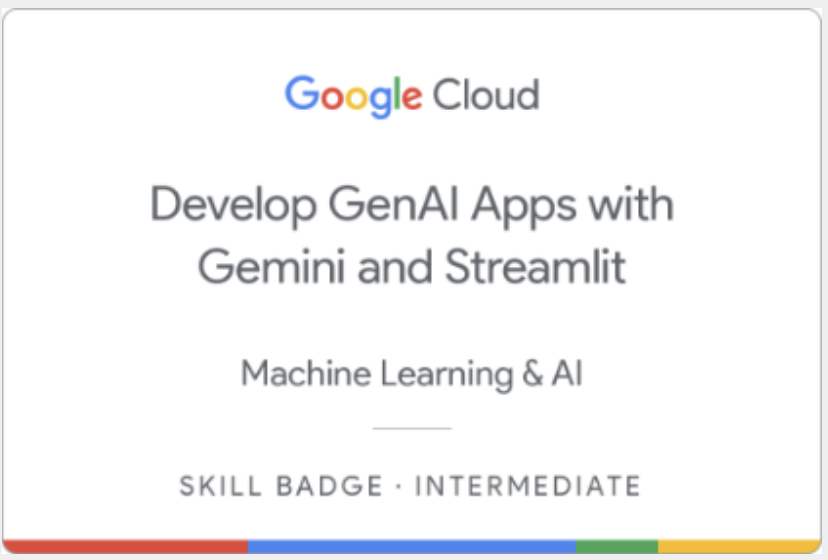 Google Cloud
Develop GenAI Apps with
Gemini and Streamlit
Machine Learning & AI
SKILL BADGE · INTERMEDIATE